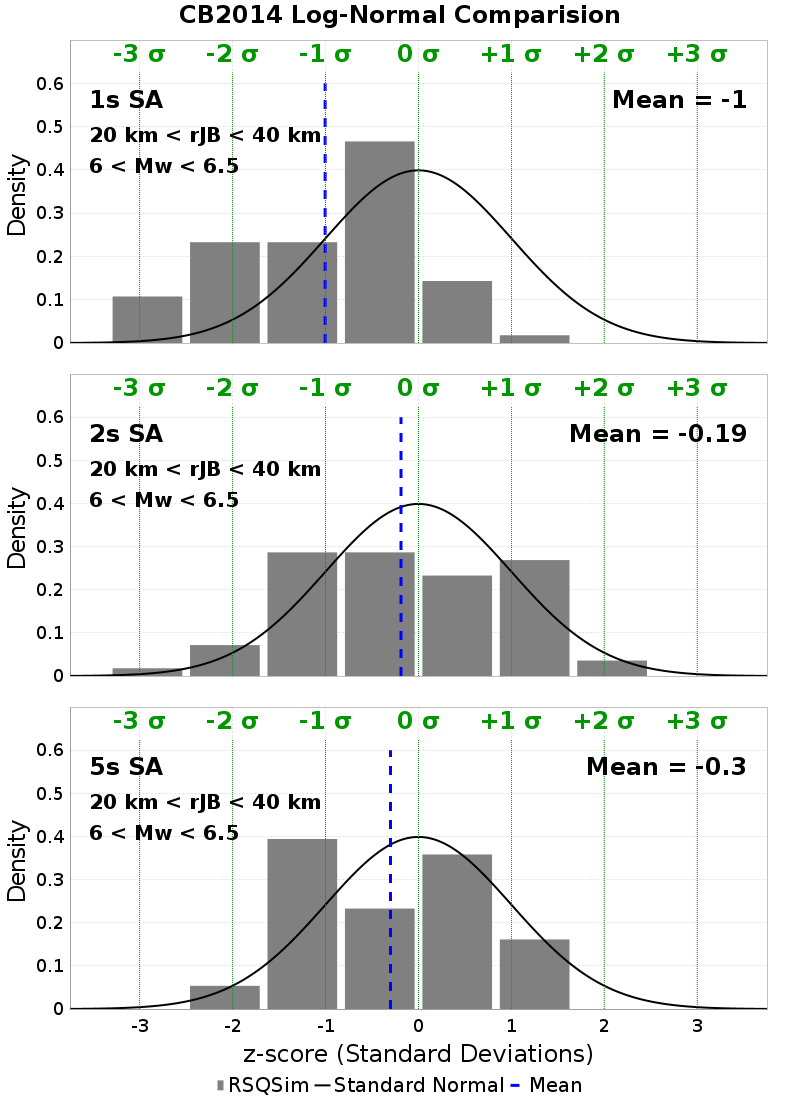 CB2014 Log-Normal Comparision
-3 σ -2 σ -1 σ 0 σ +1 σ +2 σ +3 σ
0.6
1s SA Mean = -1
0.5
20 km < rJB < 40 km
6 < Mw < 6.5
0.4
0.3
0.2
0.1
0
Density
-3 σ -2 σ -1 σ 0 σ +1 σ +2 σ +3 σ
0.6
2s SA Mean = -0.19
0.5
20 km < rJB < 40 km
6 < Mw < 6.5
0.4
0.3
0.2
0.1
0
Density
-3 σ -2 σ -1 σ 0 σ +1 σ +2 σ +3 σ
0.6
5s SA Mean = -0.3
0.5
20 km < rJB < 40 km
6 < Mw < 6.5
0.4
0.3
0.2
0.1
0
Density
-3 -2 -1 0 1 2 3
z-score (Standard Deviations)
RSQSim Standard Normal Mean